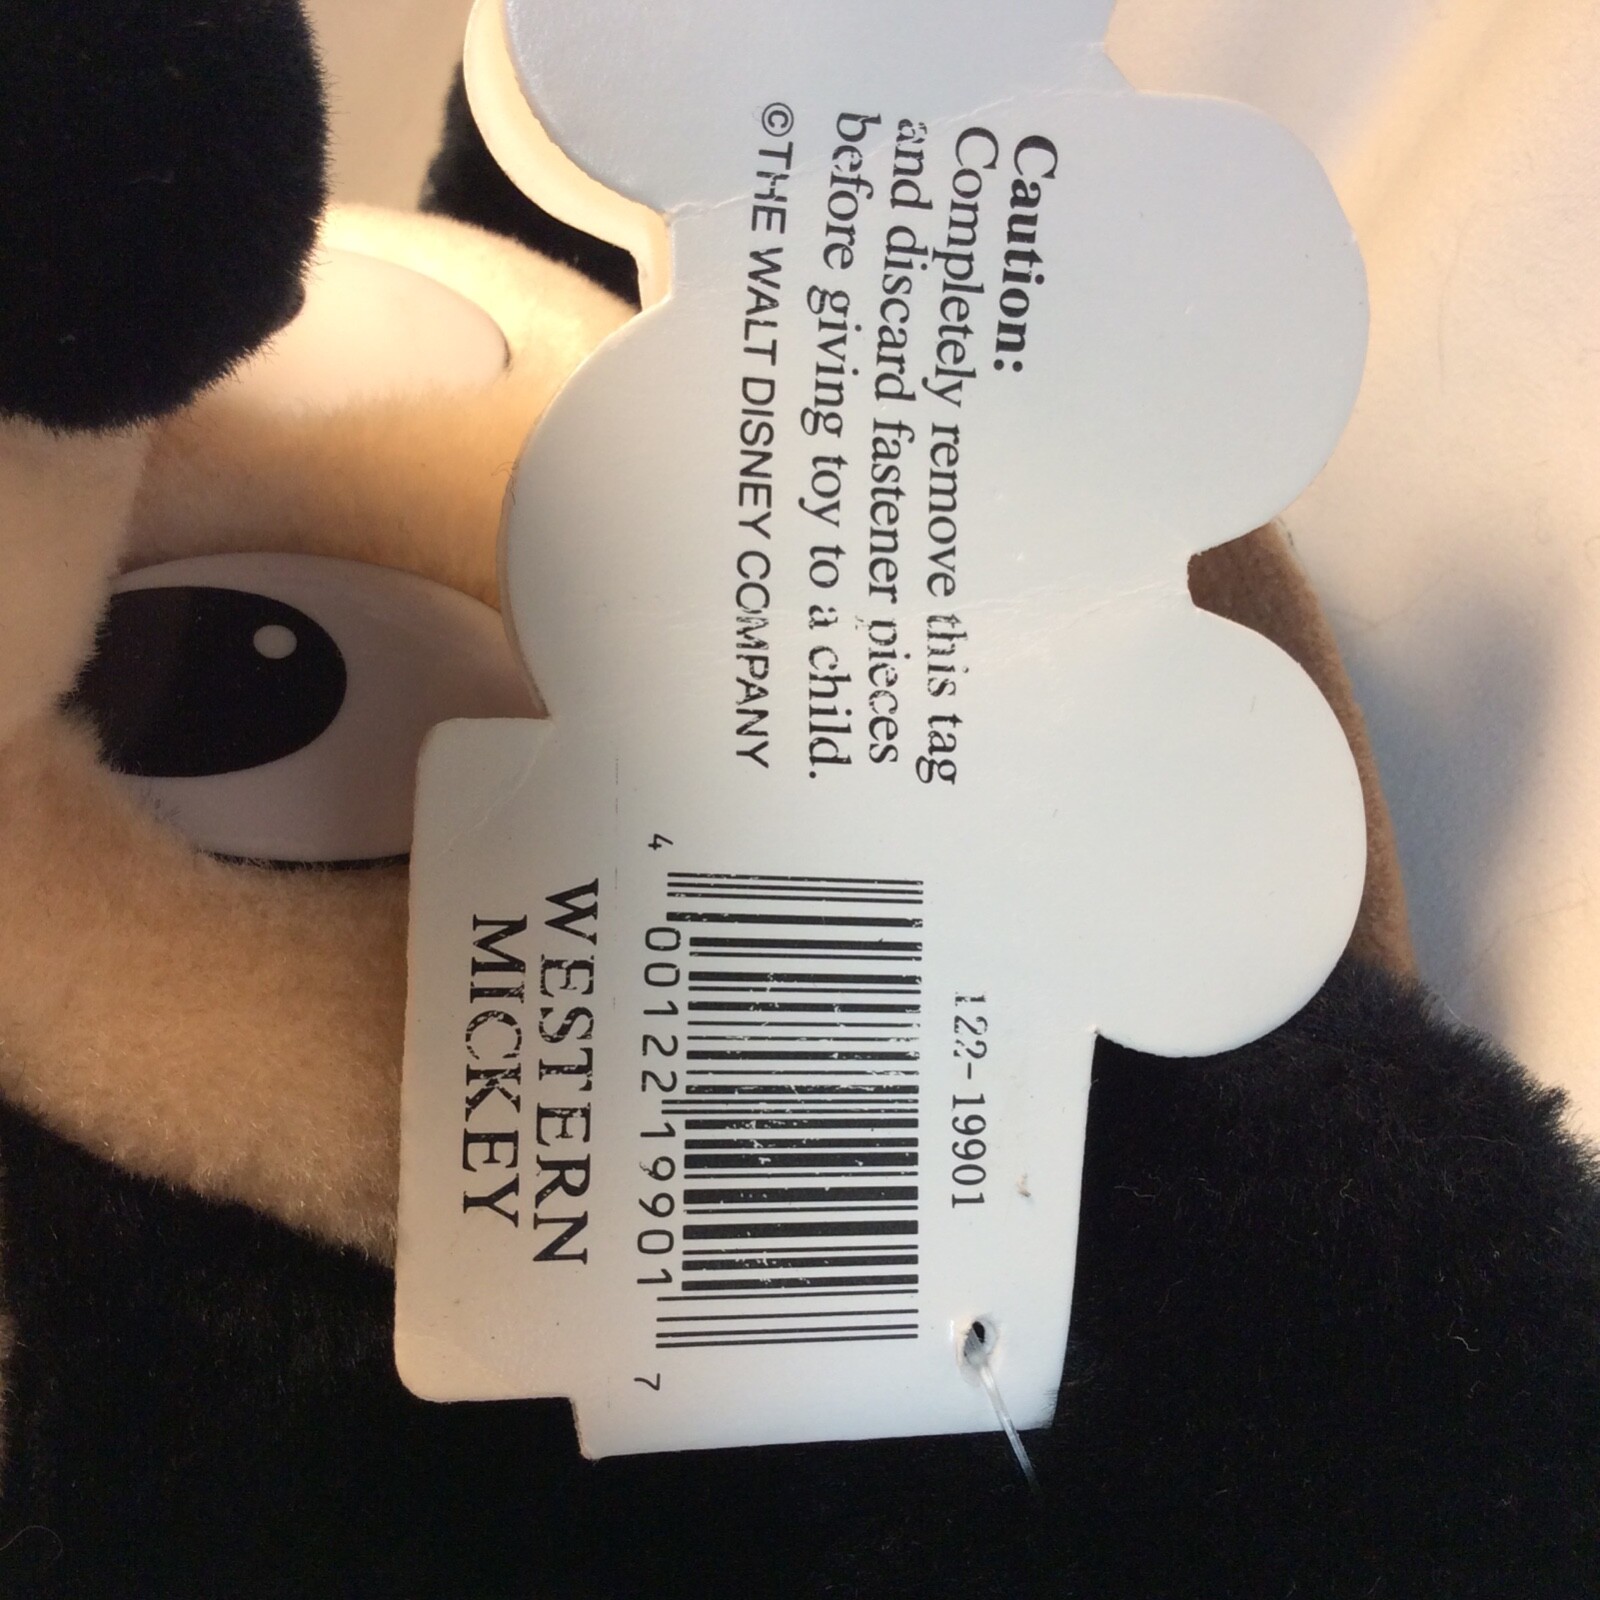 Caution:
Completely remove this tag
and discard fastener pieces
before giving toy to a child.
©THE WALT DISNEY COMPANY
122-19901
4 00122 19901 7
WESTERN
MICKEY